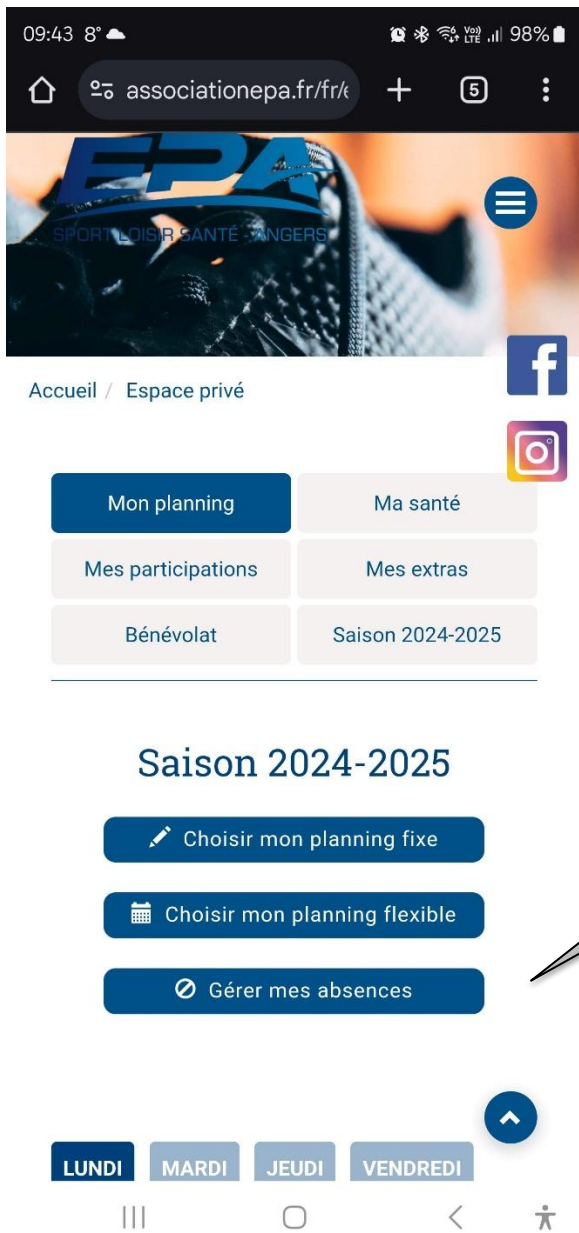 09:43 8° Vo)) LTE 98%
associationepa.fr/fr/e 5
EPA
SPORT LOISIR SANTÉ - ANGERS
Accueil / Espace privé
Mon planning Ma santé
Mes participations Mes extras
Bénévolat Saison 2024-2025
Saison 2024-2025
Choisir mon planning fixe
Choisir mon planning flexible
Gérer mes absences
LUNDI MARDI JEUDI VENDREDI